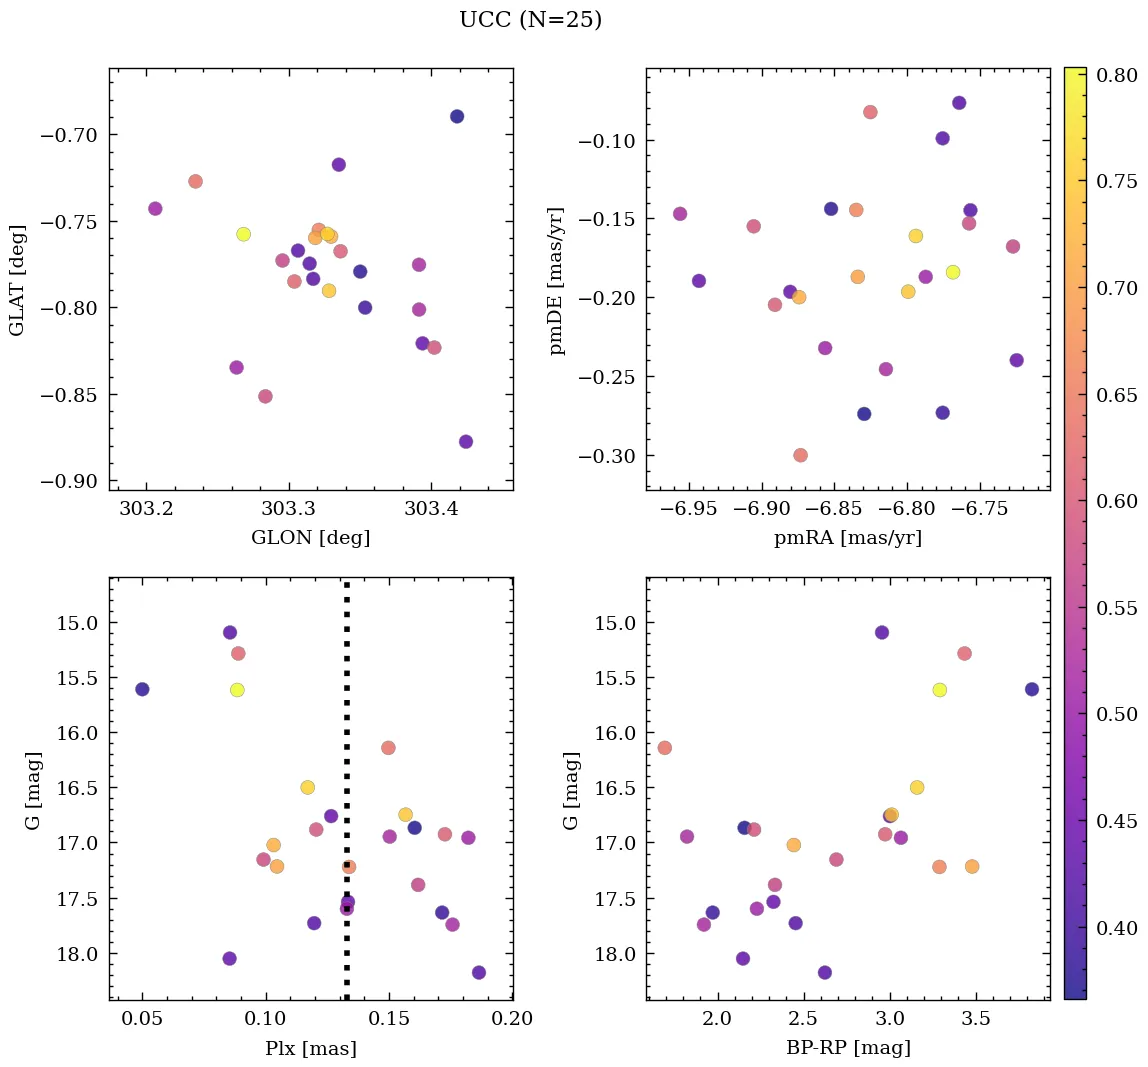 UCC (N=25)
−0.70
−0.75
−0.80
−0.85
−0.90
GLAT [deg]
303.2 303.3 303.4
GLON [deg]
−0.10
−0.15
−0.20
−0.25
−0.30
pmDE [mas/yr]
−6.95 −6.90 −6.85 −6.80 −6.75
pmRA [mas/yr]
15.0
15.5
16.0
16.5
17.0
17.5
18.0
G [mag]
0.05 0.10 0.15 0.20
Plx [mas]
15.0
15.5
16.0
16.5
17.0
17.5
18.0
G [mag]
2.0 2.5 3.0 3.5
BP-RP [mag]
0.80
0.75
0.70
0.65
0.60
0.55
0.50
0.45
0.40